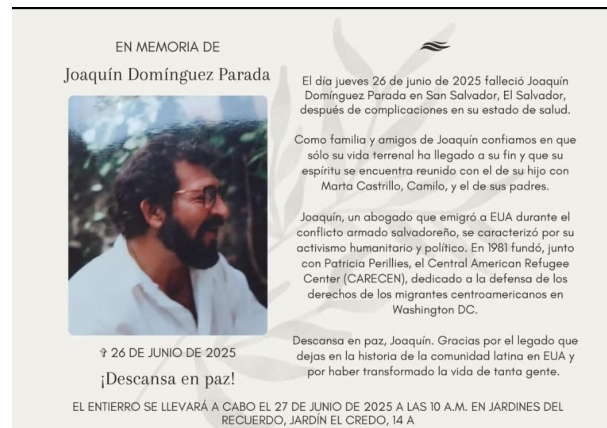 EN MEMORIA DE
Joaquín Domínguez Parada
✞ 26 DE JUNIO DE 2025
¡Descansa en paz!
El día jueves 26 de junio de 2025 falleció Joaquín
Domínguez Parada en San Salvador, El Salvador,
después de complicaciones en su estado de salud.
Como familia y amigos de Joaquín confiamos en que
sólo su vida terrenal ha llegado a su fin y que su
espíritu se encuentra reunido con el de su hijo con
Marta Castrillo, Camilo, y el de sus padres.
Joaquín, un abogado que emigró a EUA durante el
conflicto armado salvadoreño, se caracterizó por su
activismo humanitario y político. En 1981 fundó, junto
con Patricia Perillies, el Central American Refugee
Center (CARECEN), dedicado a la defensa de los
derechos de los migrantes centroamericanos en
Washington DC.
Descansa en paz, Joaquín. Gracias por el legado que
dejas en la historia de la comunidad latina en EUA y
por haber transformado la vida de tanta gente.
EL ENTIERRO SE LLEVARÁ A CABO EL 27 DE JUNIO DE 2025 A LAS 10 A.M. EN JARDINES DEL
RECUERDO, JARDÍN EL CREDO, 14 A